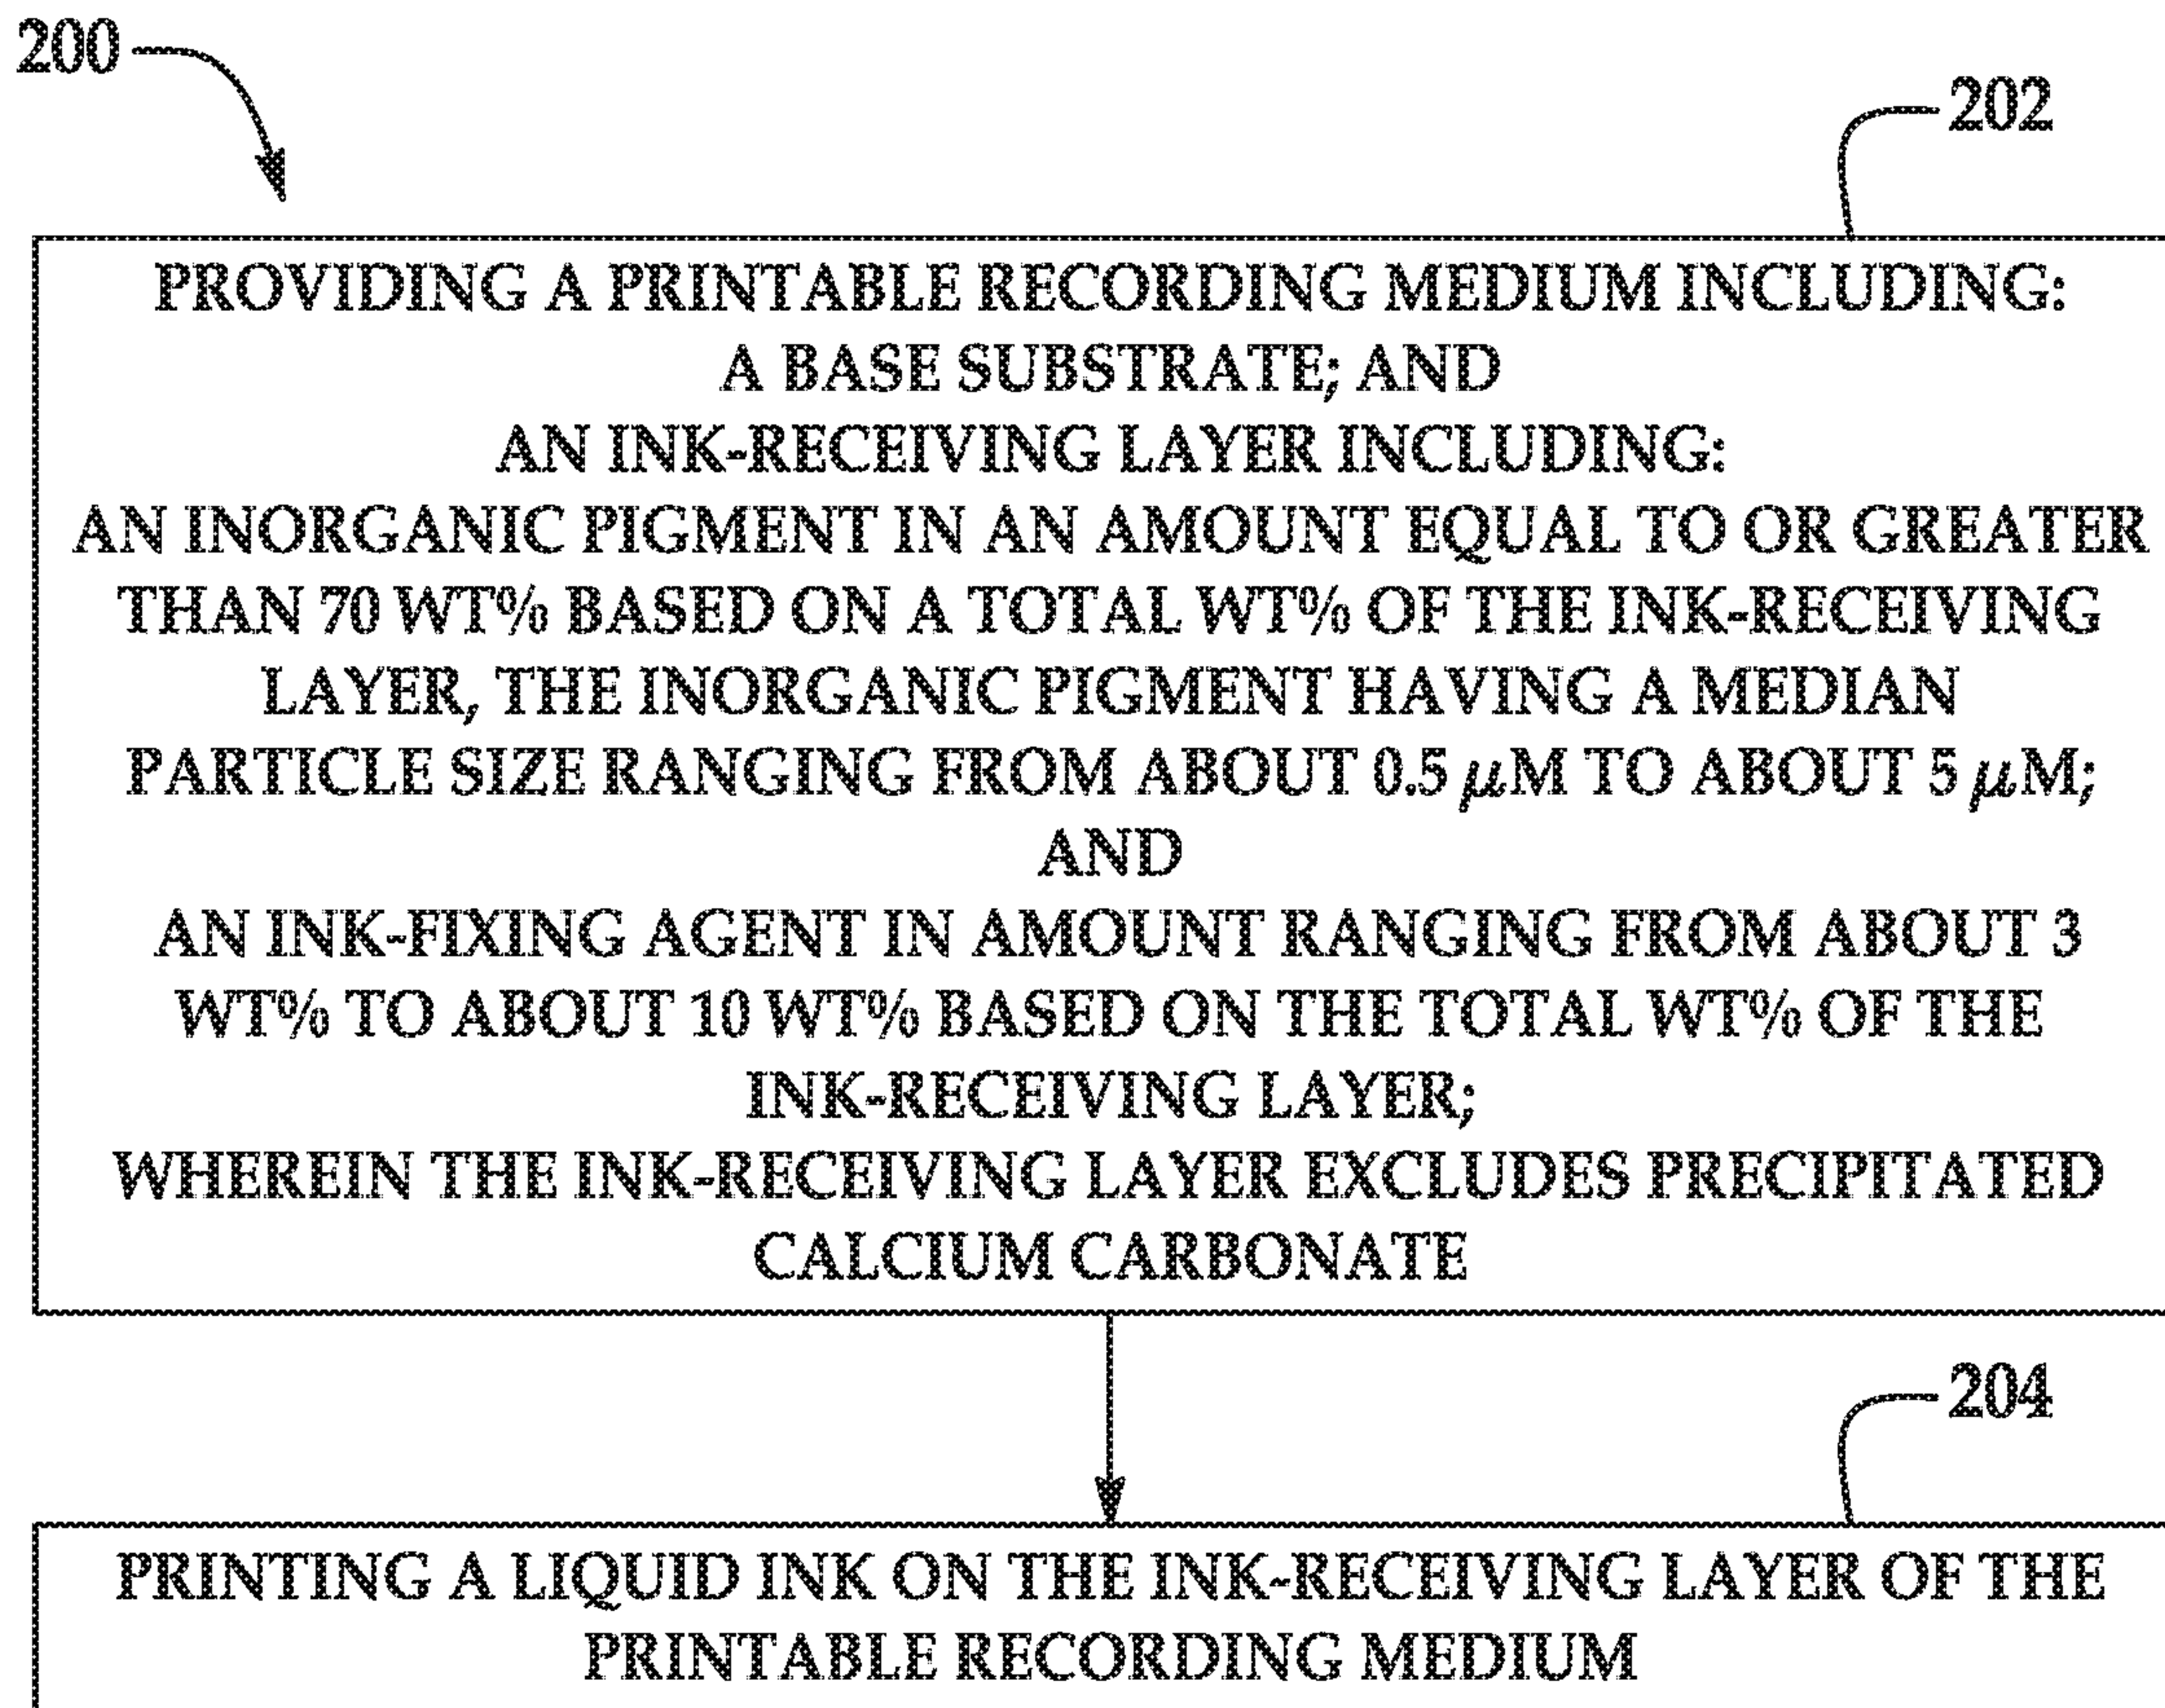 200
202
PROVIDING A PRINTABLE RECORDING MEDIUM INCLUDING:
A BASE SUBSTRATE; AND
AN INK-RECEIVING LAYER INCLUDING:
AN INORGANIC PIGMENT IN AN AMOUNT EQUAL TO OR GREATER
THAN 70 WT% BASED ON A TOTAL WT% OF THE INK-RECEIVING
LAYER, THE INORGANIC PIGMENT HAVING A MEDIAN
PARTICLE SIZE RANGING FROM ABOUT 0.5 μM TO ABOUT 5 μM;
AND
AN INK-FIXING AGENT IN AMOUNT RANGING FROM ABOUT 3
WT% TO ABOUT 10 WT% BASED ON THE TOTAL WT% OF THE
INK-RECEIVING LAYER;
WHEREIN THE INK-RECEIVING LAYER EXCLUDES PRECIPITATED
CALCIUM CARBONATE
204
PRINTING A LIQUID INK ON THE INK-RECEIVING LAYER OF THE
PRINTABLE RECORDING MEDIUM